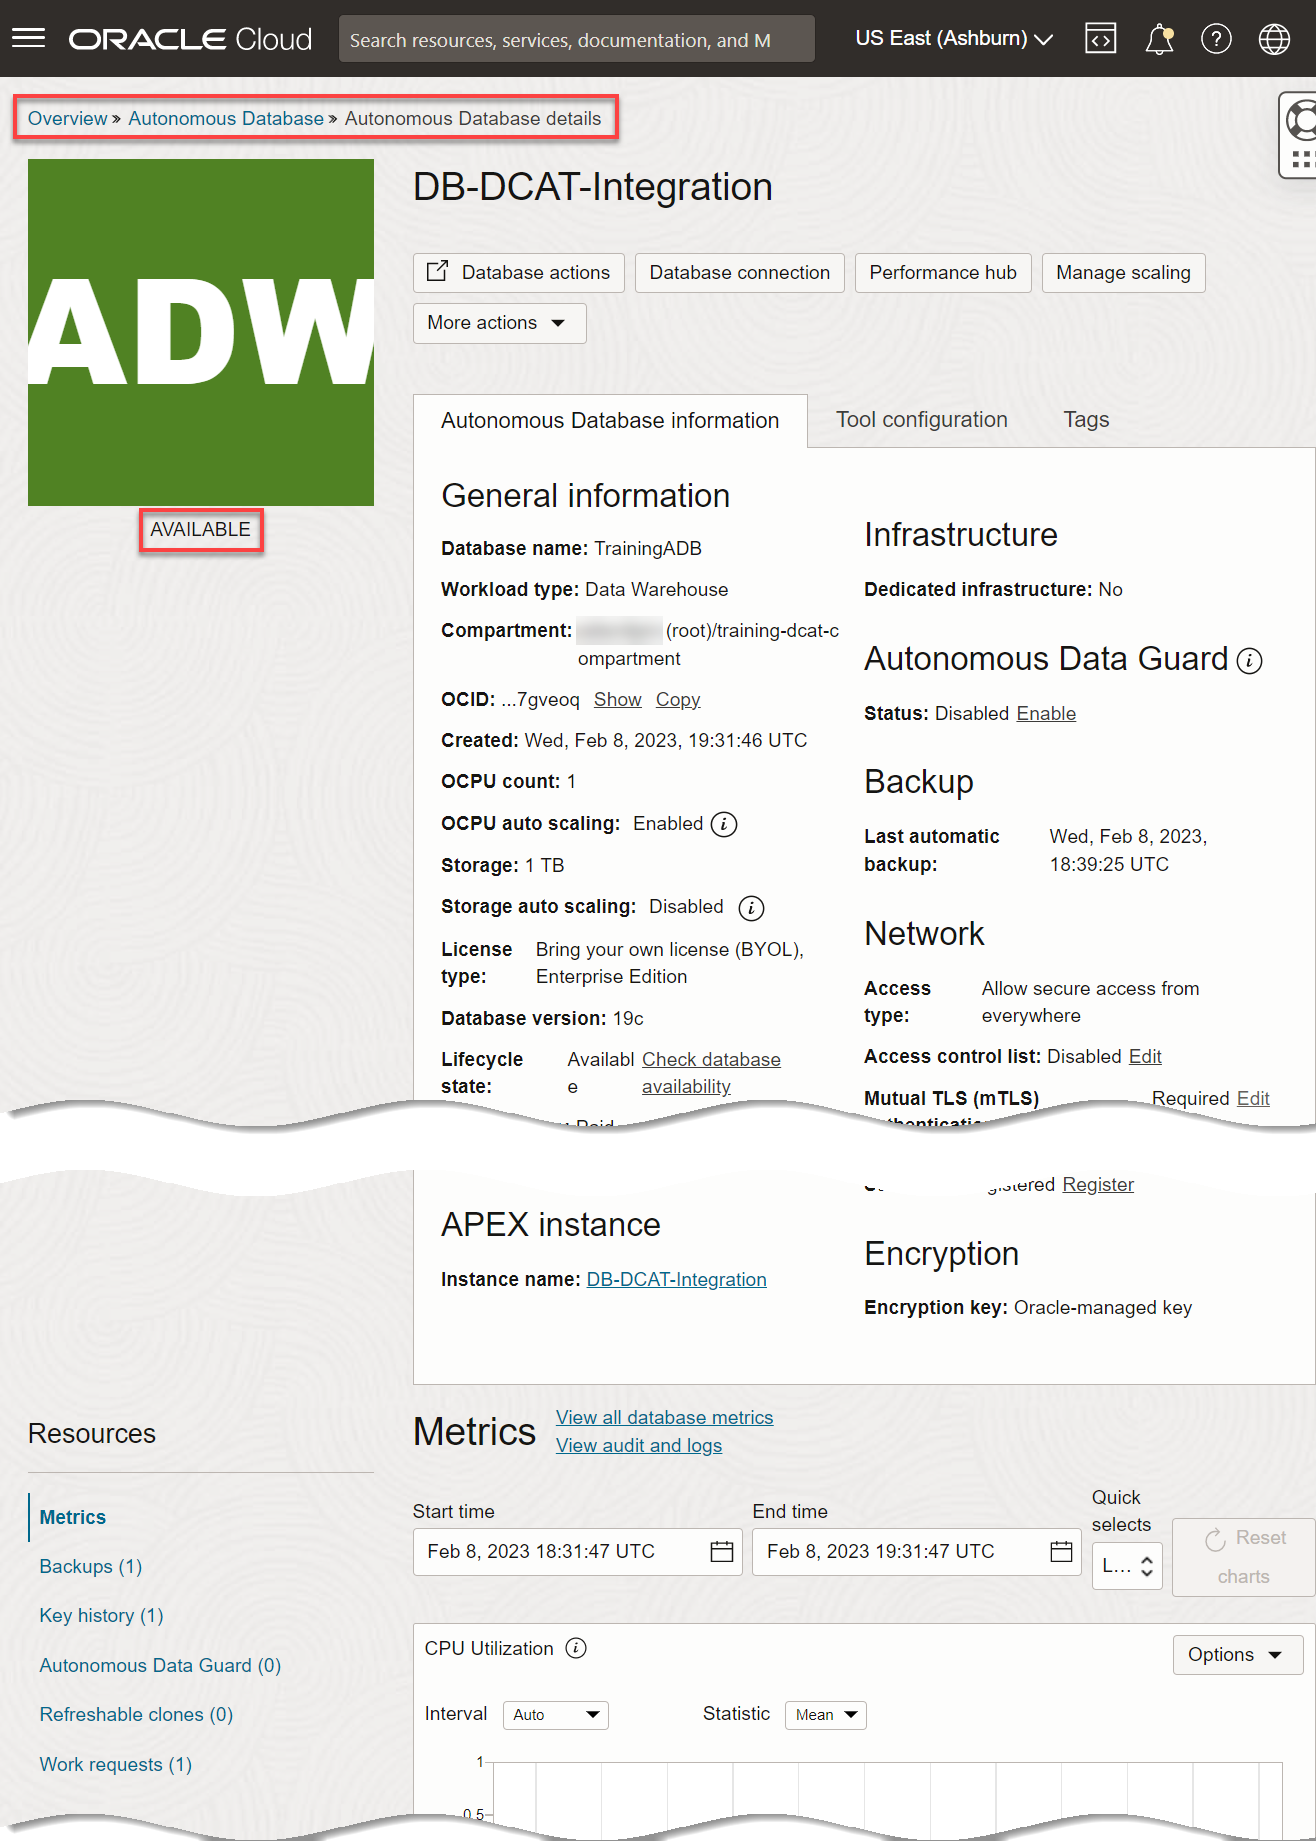 ORACLE Cloud
Search resources, services, documentation, and M
US East (Ashburn)
Overview » Autonomous Database » Autonomous Database details
ADW
AVAILABLE
DB-DCAT-Integration
Database actions
Database connection
Performance hub
Manage scaling
More actions
Autonomous Database information
Tool configuration
Tags
General information
Database name: TrainingADB
Workload type: Data Warehouse
Compartment: (root)/training-dcat-c
ompartment
OCID: ...7gveoq Show Copy
Created: Wed, Feb 8, 2023, 19:31:46 UTC
OCPU count: 1
OCPU auto scaling: Enabled
Storage: 1 TB
Storage auto scaling: Disabled
License Bring your own license (BYOL),
type: Enterprise Edition
Database version: 19c
Lifecycle Availabl Check database
state: e availability
: Paid
Infrastructure
Dedicated infrastructure: No
Autonomous Data Guard
Status: Disabled Enable
Backup
Last automatic Wed, Feb 8, 2023,
backup: 18:39:25 UTC
Network
Access Allow secure access from
type: everywhere
Access control list: Disabled Edit
Mutual TLS (mTLS) Required Edit
Register
APEX instance
Instance name: DB-DCAT-Integration
Encryption
Encryption key: Oracle-managed key
Resources
Metrics
Backups (1)
Key history (1)
Autonomous Data Guard (0)
Refreshable clones (0)
Work requests (1)
Metrics
View all database metrics
View audit and logs
Start time
Feb 8, 2023 18:31:47 UTC
End time
Feb 8, 2023 19:31:47 UTC
Quick
selects
L...
Reset
charts
CPU Utilization
Options
Interval Auto
Statistic Mean
1
0.5